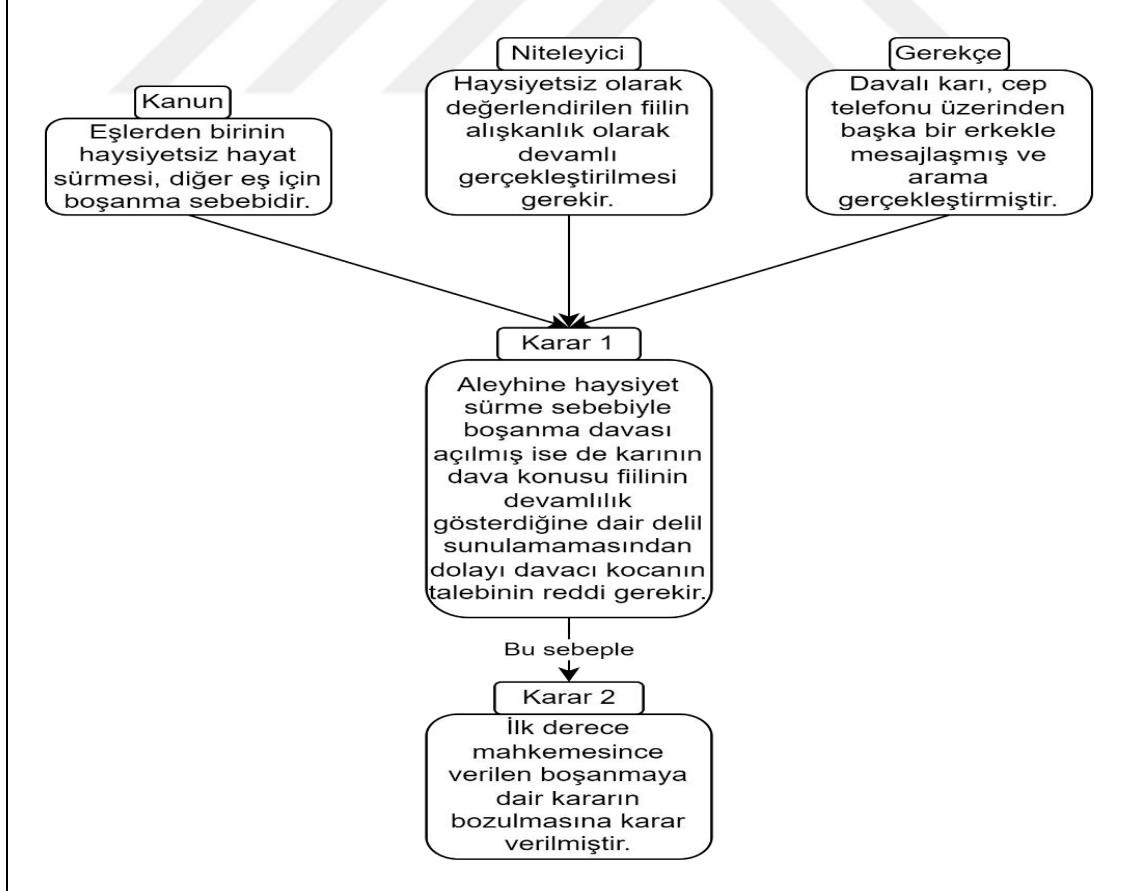 Kanun
Eşlerden birinin
haysiyetsiz hayat
sürmesi, diğer eş için
boşanma sebebidir.
Niteleyici
Haysiyetsiz olarak
değerlendirilen fiilin
alışkanlık olarak
devamlı
gerçekleştirilmesi
gerekir.
Gerekçe
Davalı karı, cep
telefonu üzerinden
başka bir erkekle
mesajlaşmış ve
arama
gerçekleştirmiştir.
Karar 1
Aleyhine haysiyet
sürme sebebiyle
boşanma davası
açılmış ise de karının
dava konusu fiilinin
devamlılık
gösterdiğine dair delil
sunulamamasından
dolayı davacı kocanın
talebinin reddi gerekir.
Bu sebeple
Karar 2
İlk derece
mahkemesince
verilen boşanmaya
dair kararın
bozulmasına karar
verilmiştir.